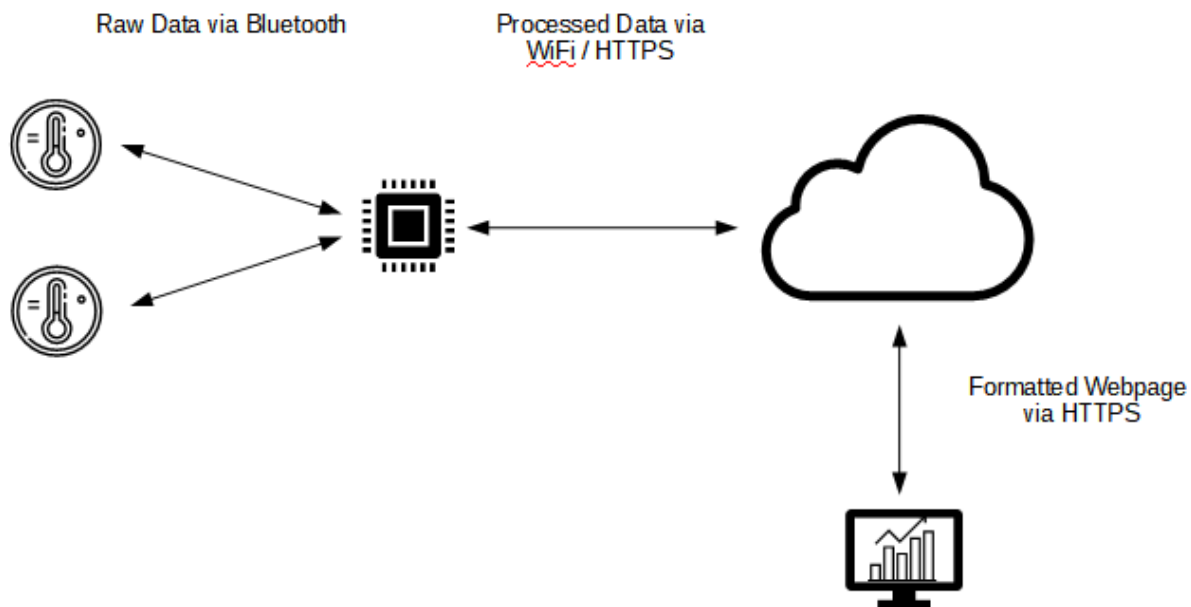 Raw Data via Bluetooth
Processed Data via
WiFi / HTTPS
Formatted Webpage
via HTTPS